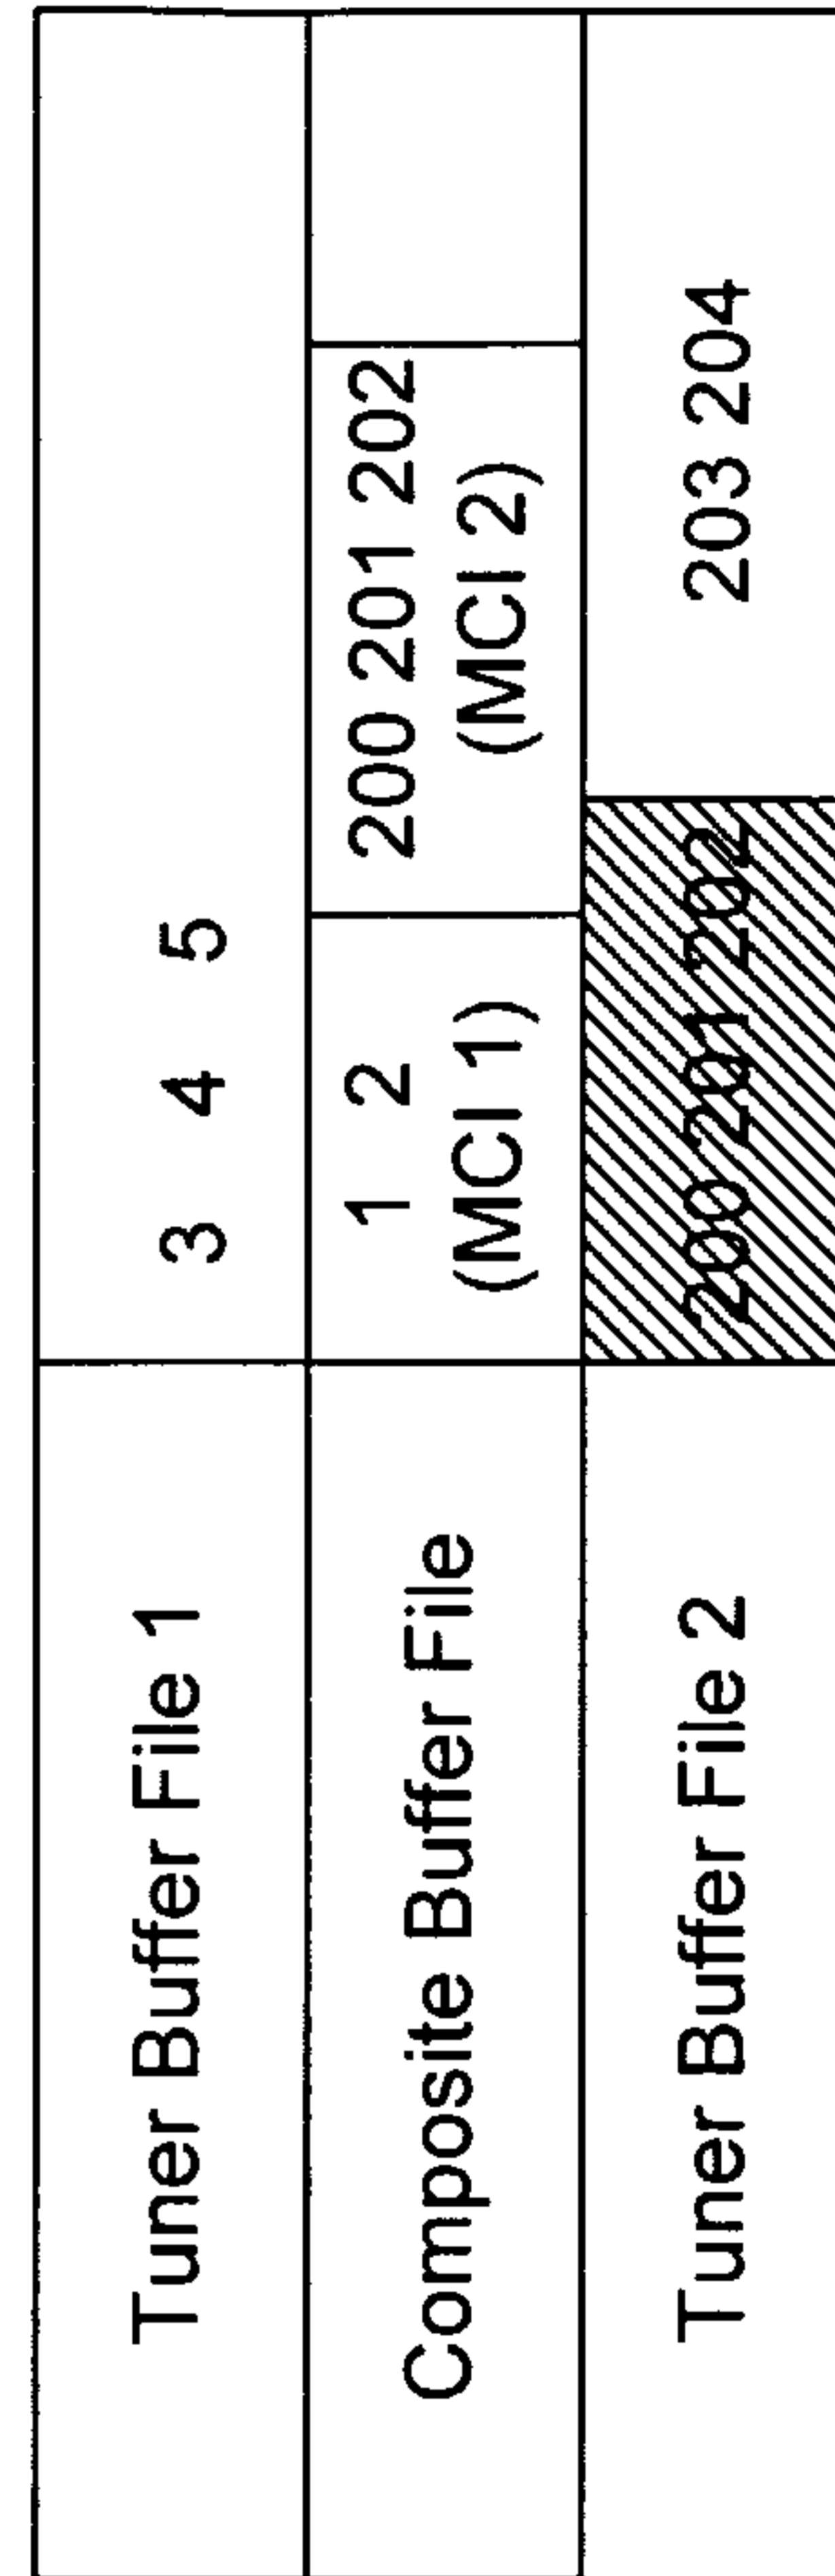 Tuner Buffer File 1
3 4 5
Composite Buffer File
1 2
(MCI 1)
200 201 202
(MCI 2)
Tuner Buffer File 2
200 201 202
203 204